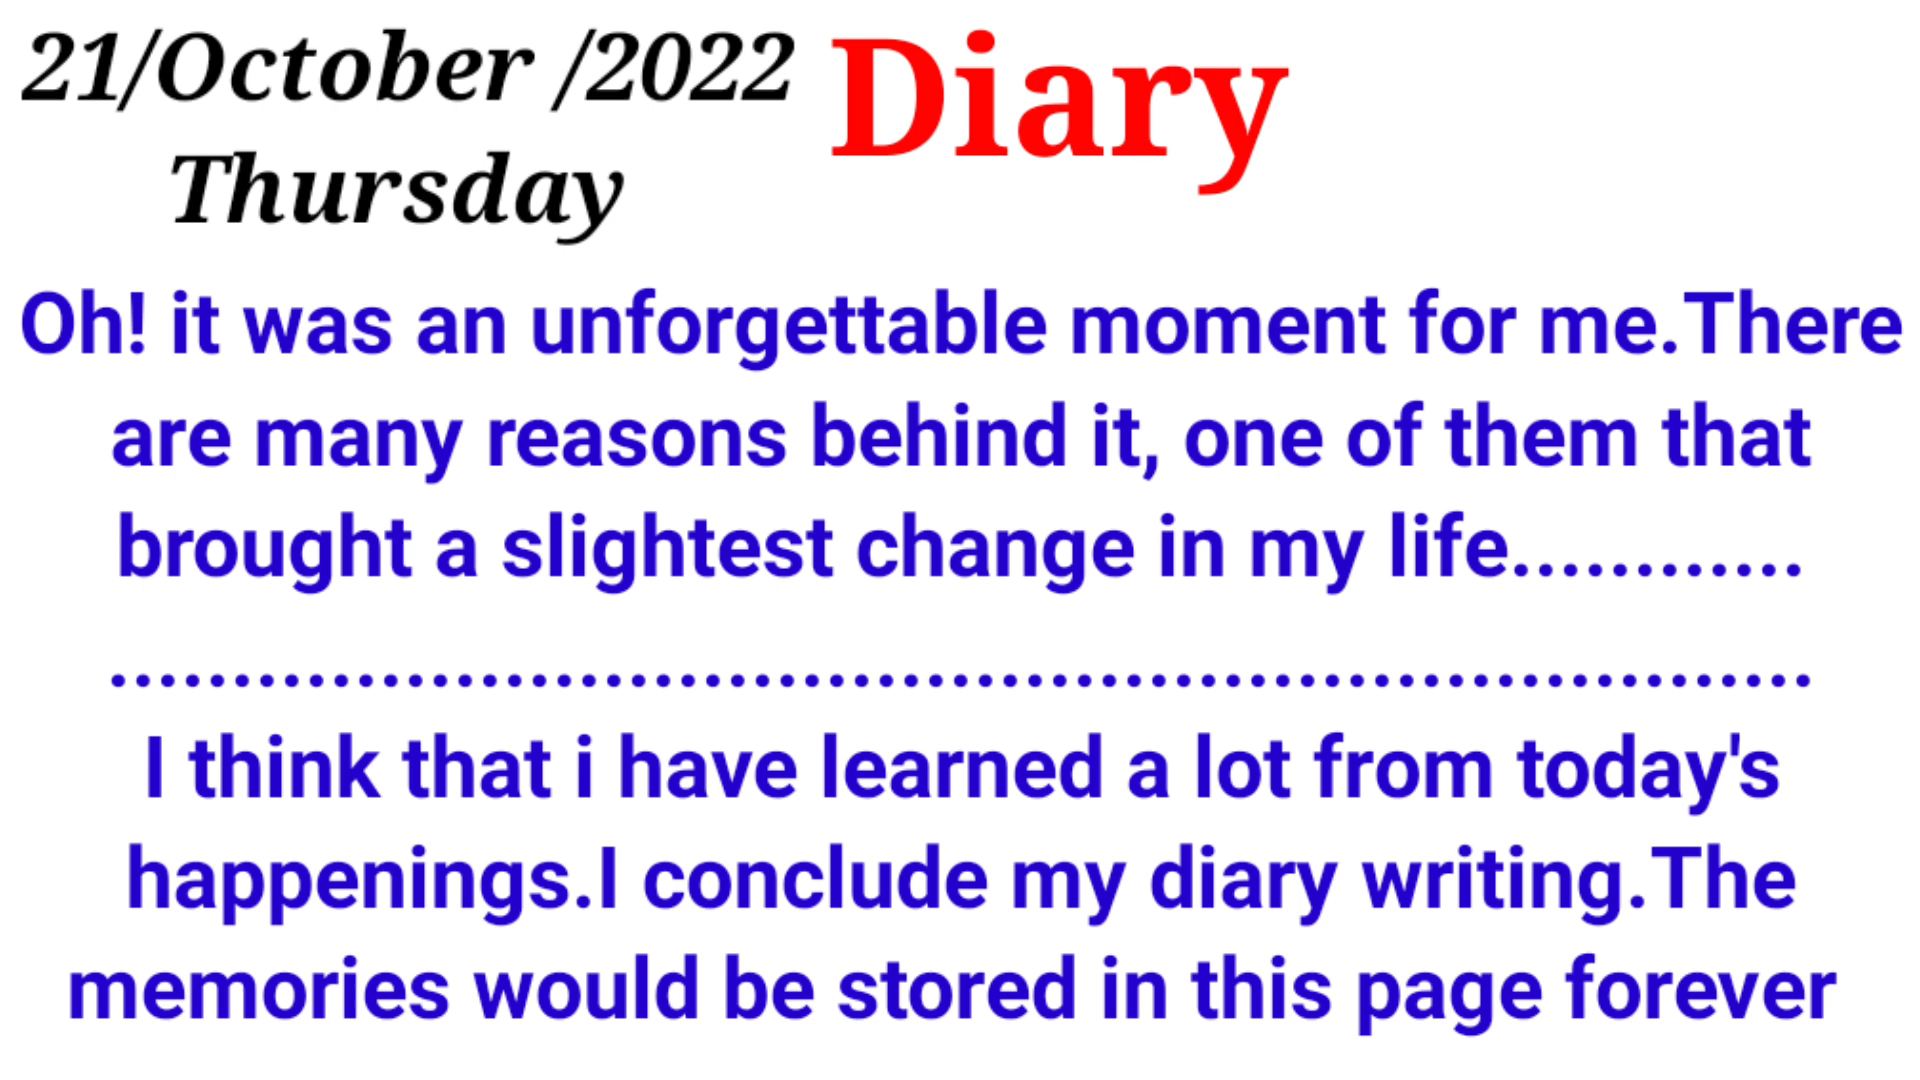 21/October /2022
Thursday
Diary
Oh! it was an unforgettable moment for me.There
are many reasons behind it, one of them that
brought a slightest change in my life............
......................................................................
I think that i have learned a lot from today's
happenings.I conclude my diary writing.The
memories would be stored in this page forever